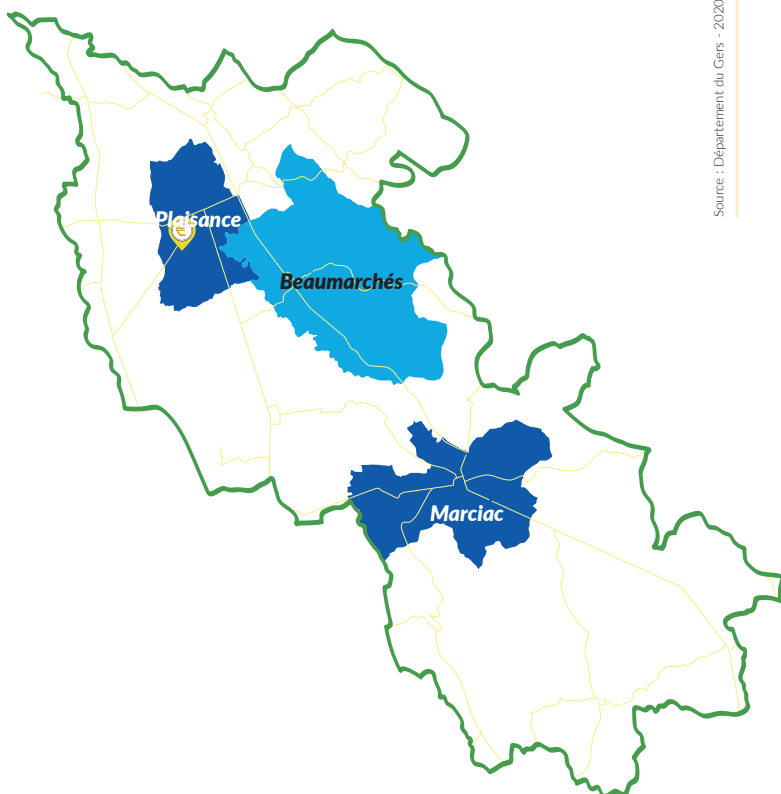 Source : Département du Gers - 2020
Plaisance
€
Beaumarchés
Marciac